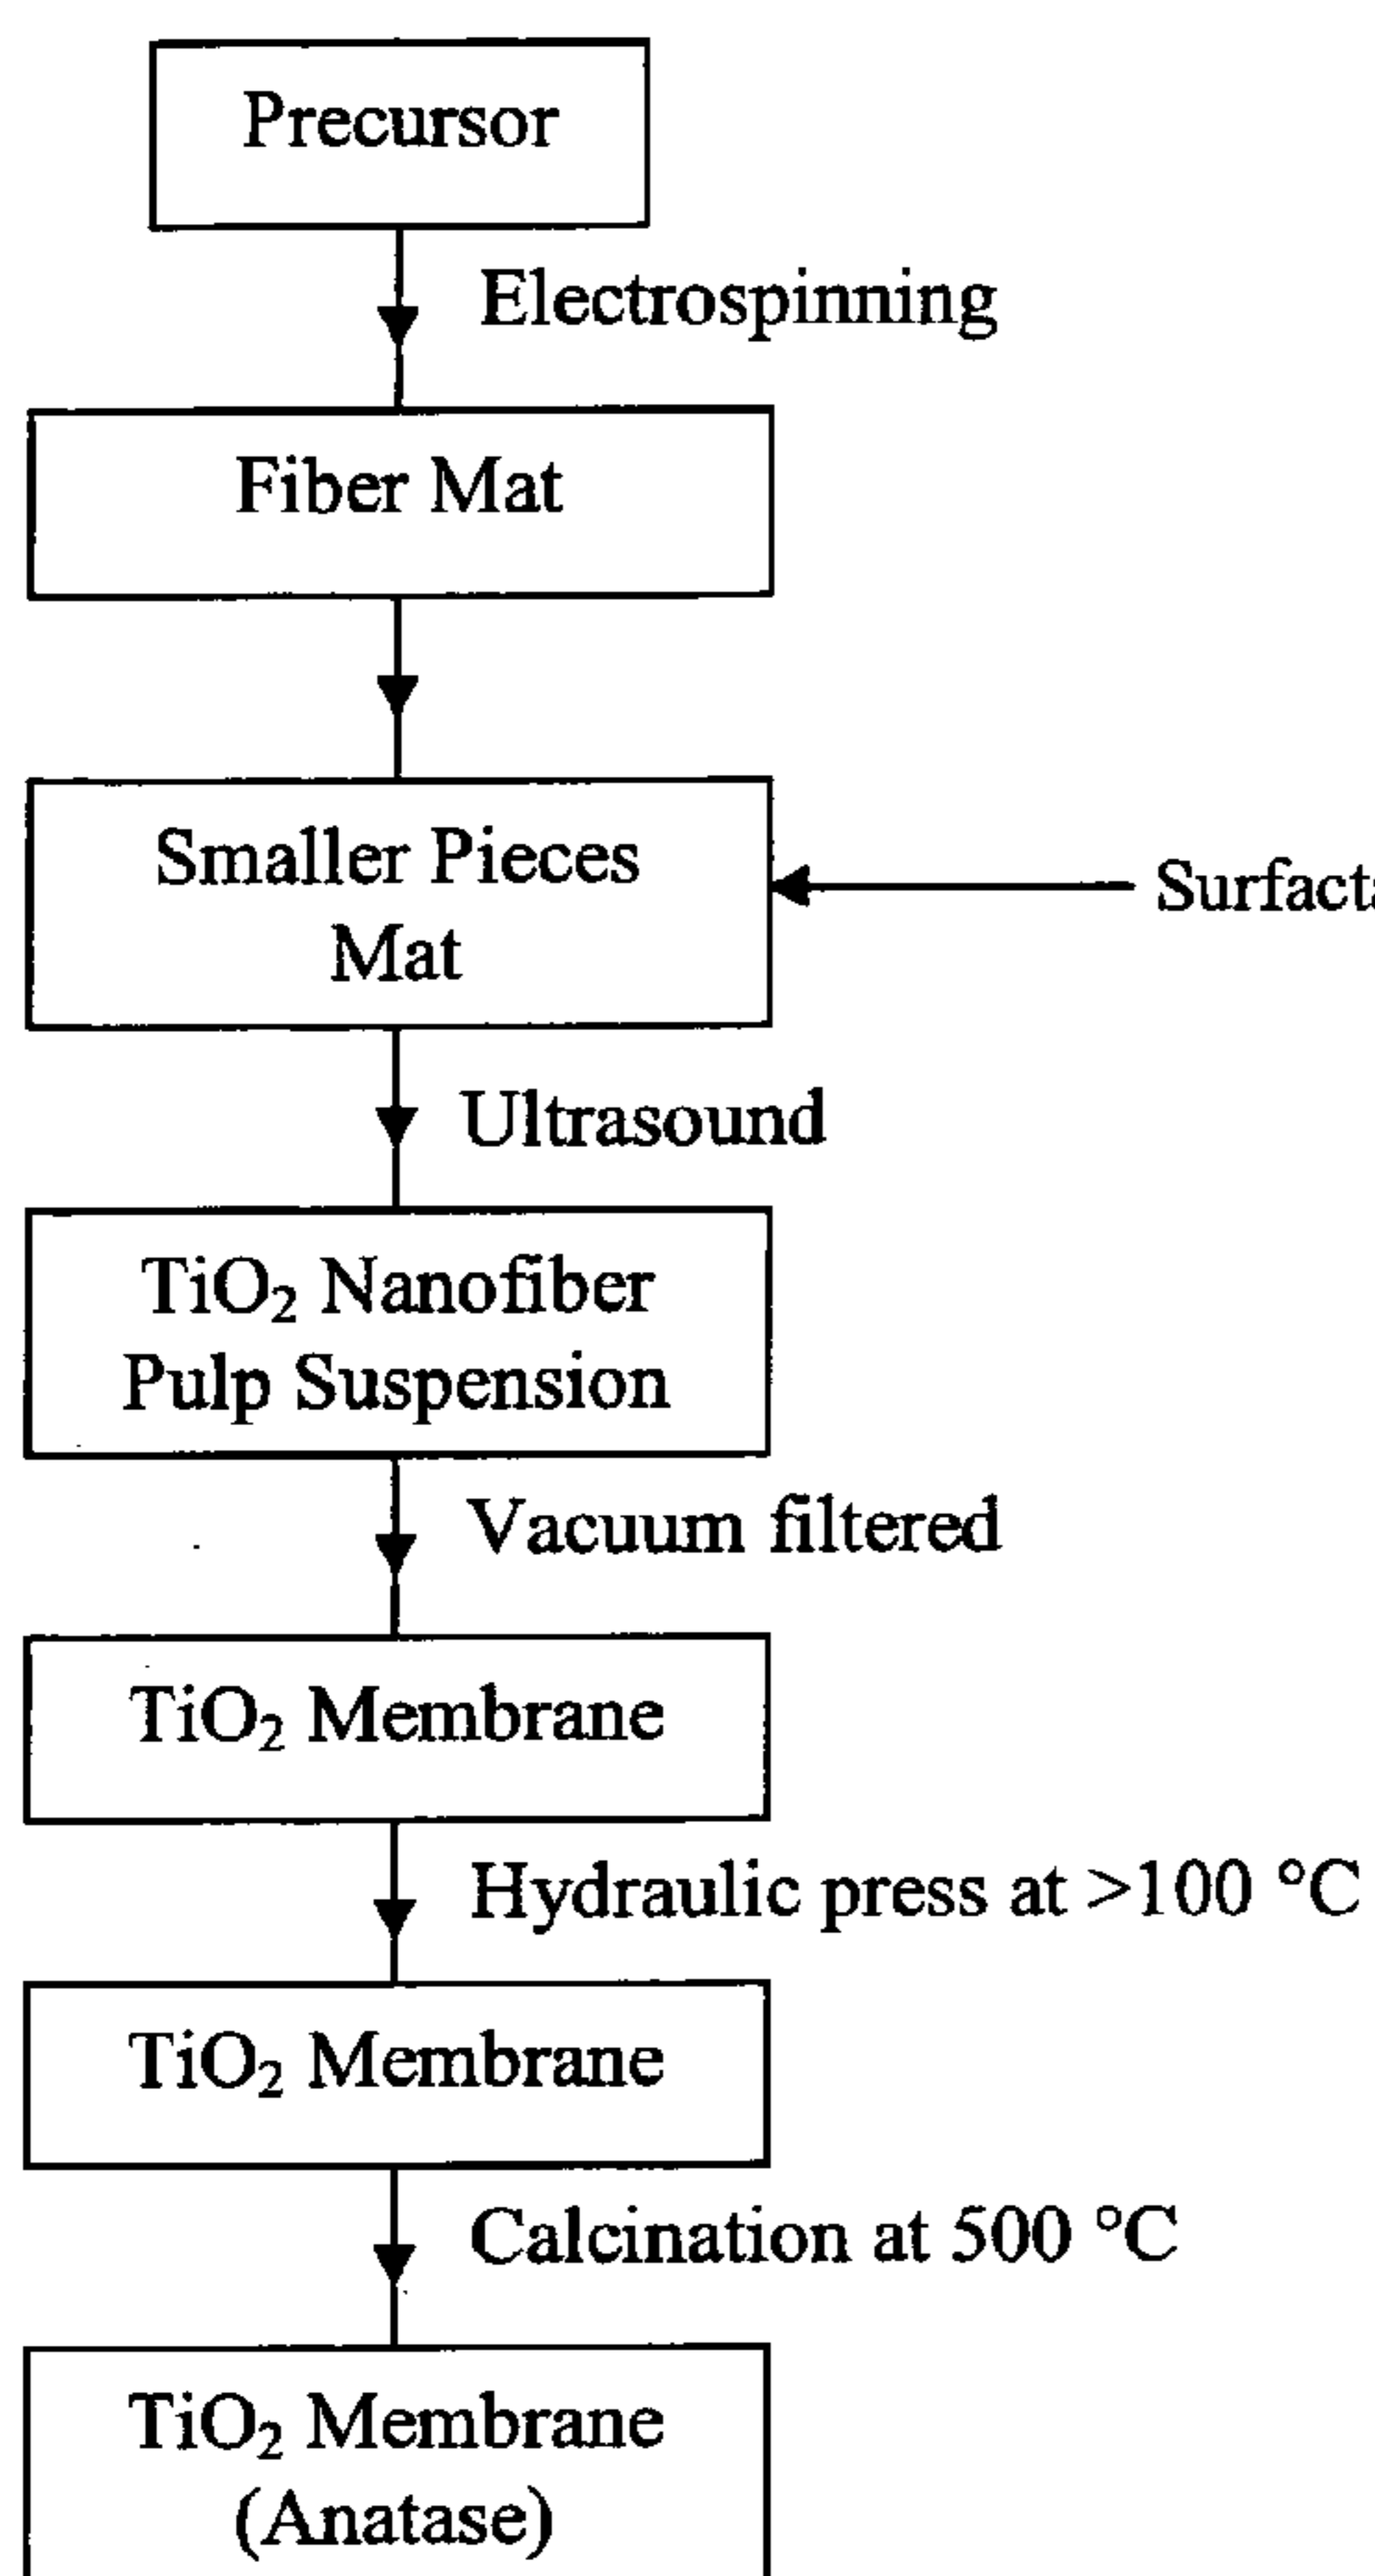 Precursor
Electrospinning
Fiber Mat
Smaller Pieces
Mat
Ultrasound
TiO₂ Nanofiber
Pulp Suspension
Vacuum filtered
TiO₂ Membrane
Hydraulic press at >100 °C
TiO₂ Membrane
Calcination at 500 °C
TiO₂ Membrane
(Anatase)